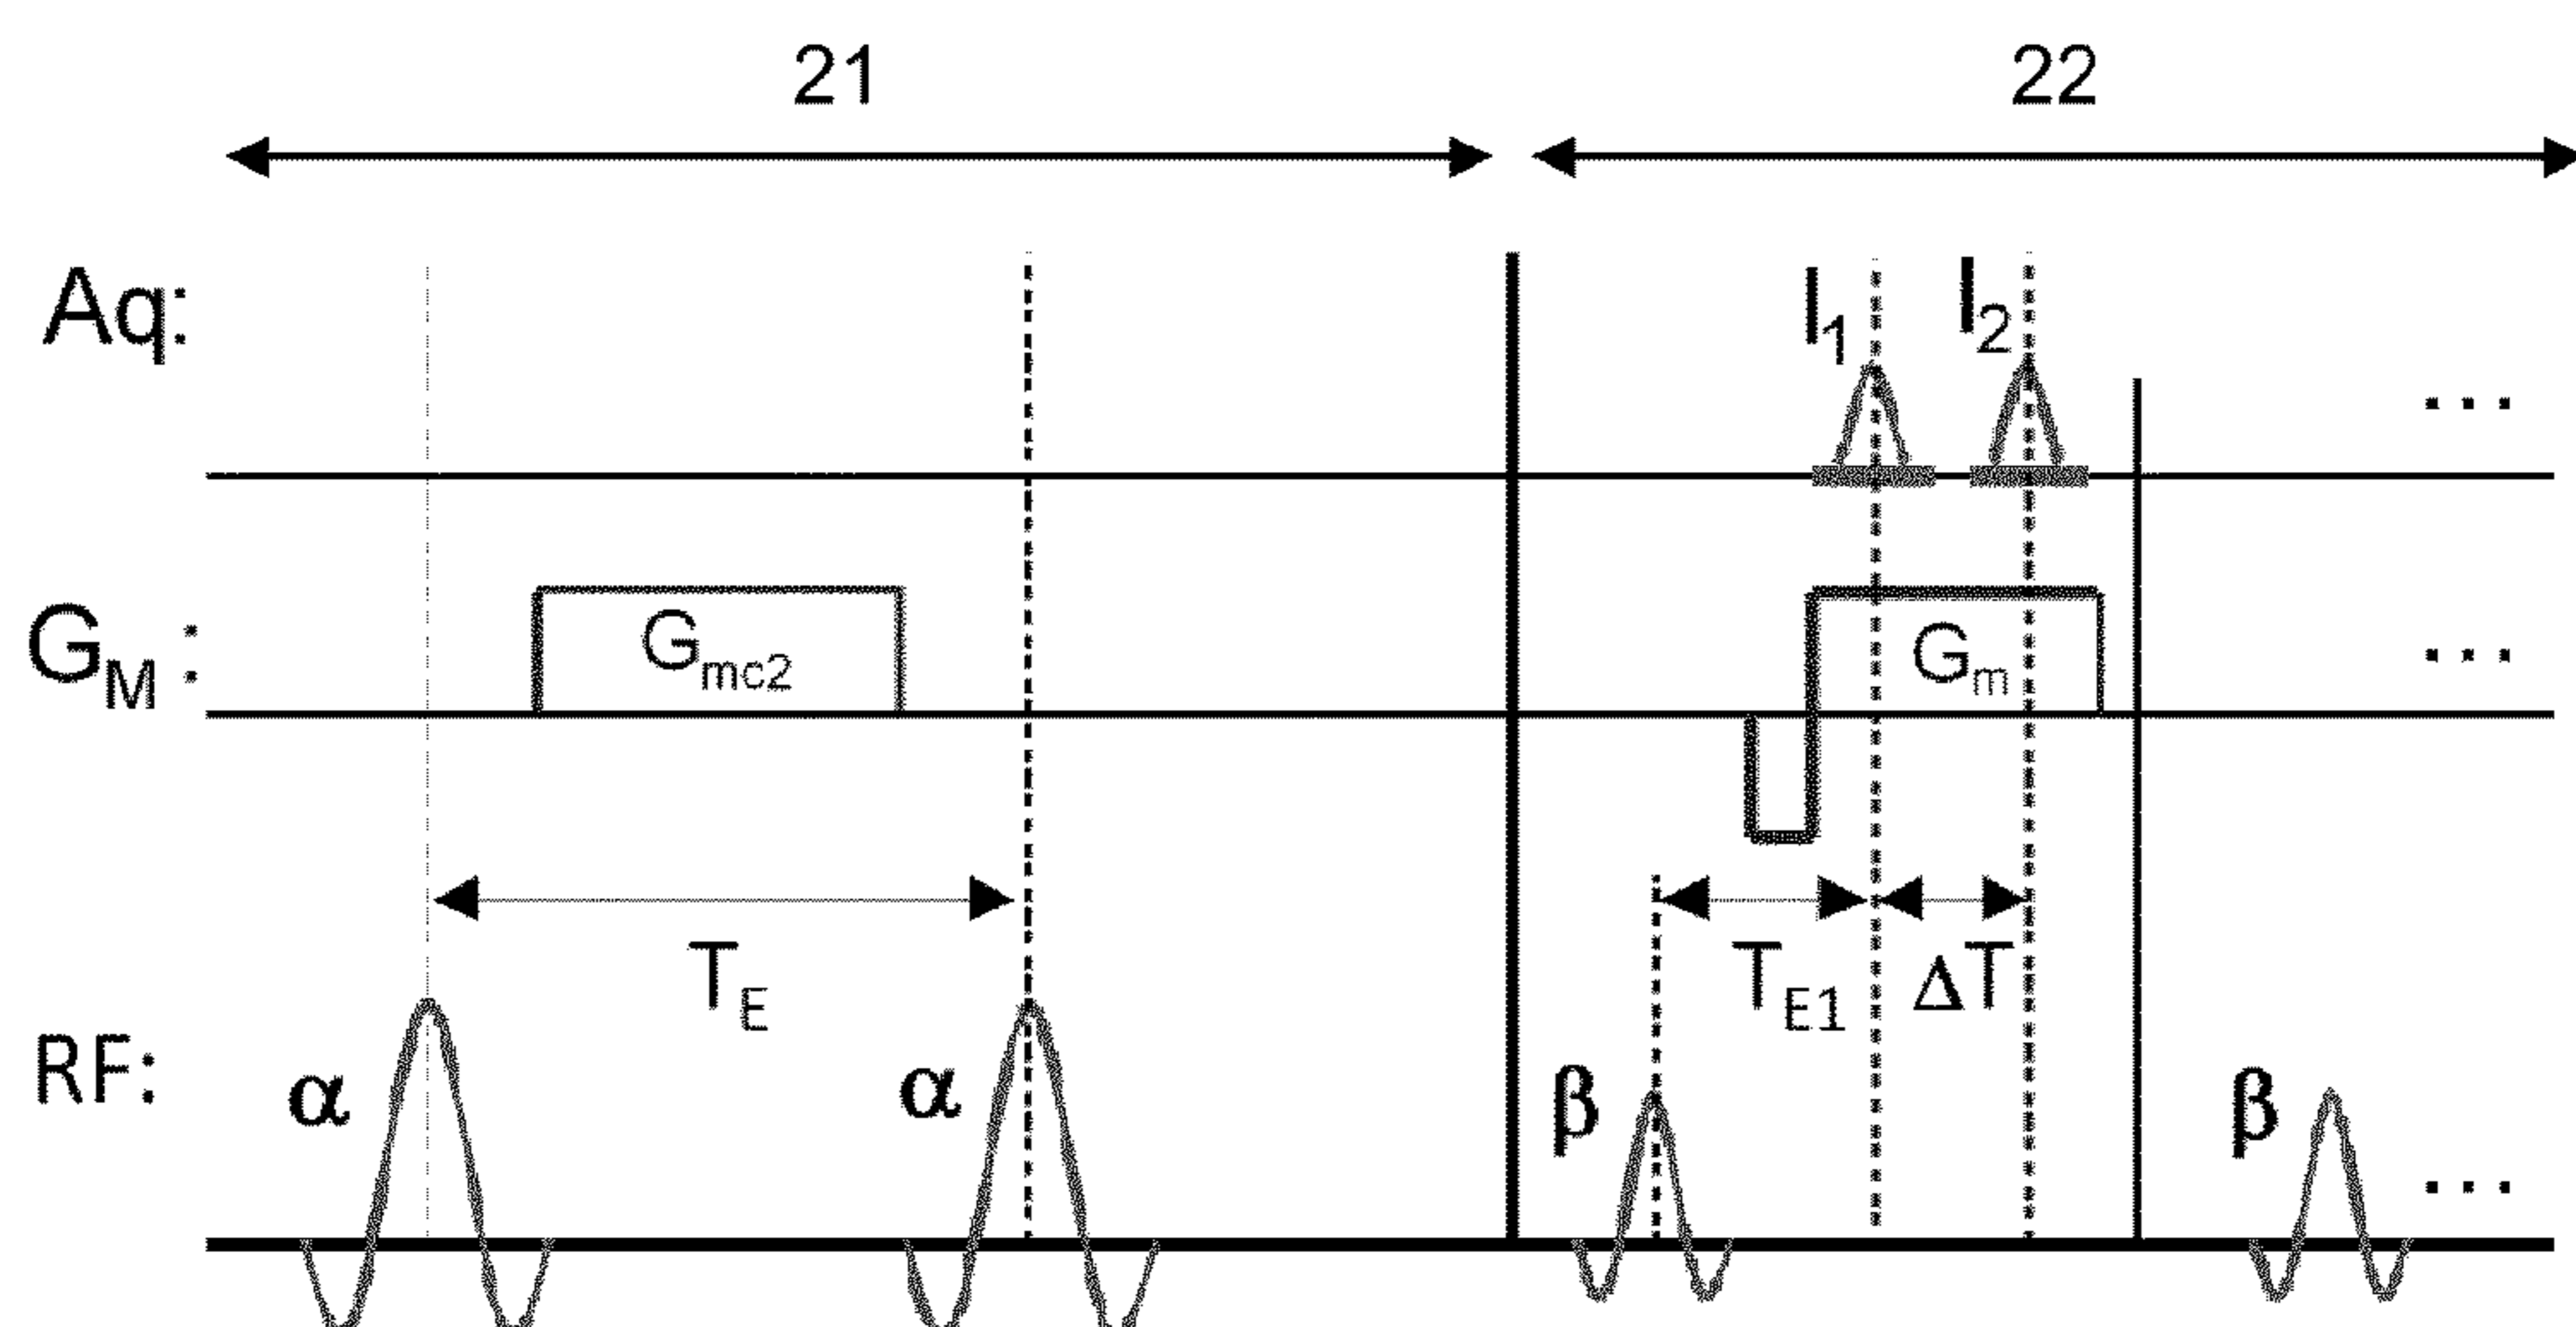 21 22
Aq: I1 I2 ...
GM : Gmc2 Gm ...
TE TE1 ΔT
RF: α α β β ...